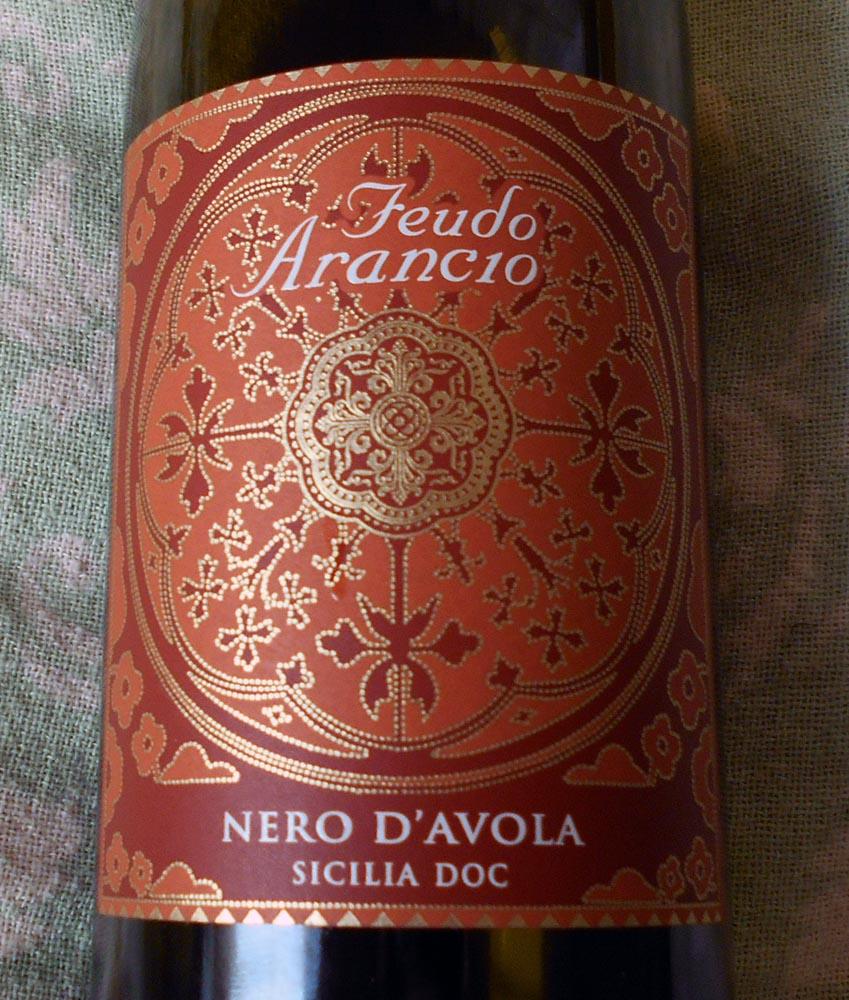 Feudo
Arancio
NERO D'AVOLA
SICILIA DOC